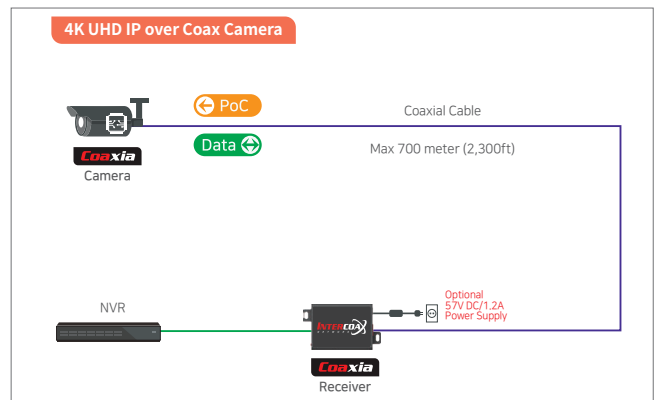 4K UHD IP over Coax Camera
PoC
Coaxial Cable
Data
Max 700 meter (2,300ft)
Coaxia
Camera
NVR
Optional
57V DC/1.2A
Power Supply
INTERCOAX
NETWORKS
Coaxia
Receiver